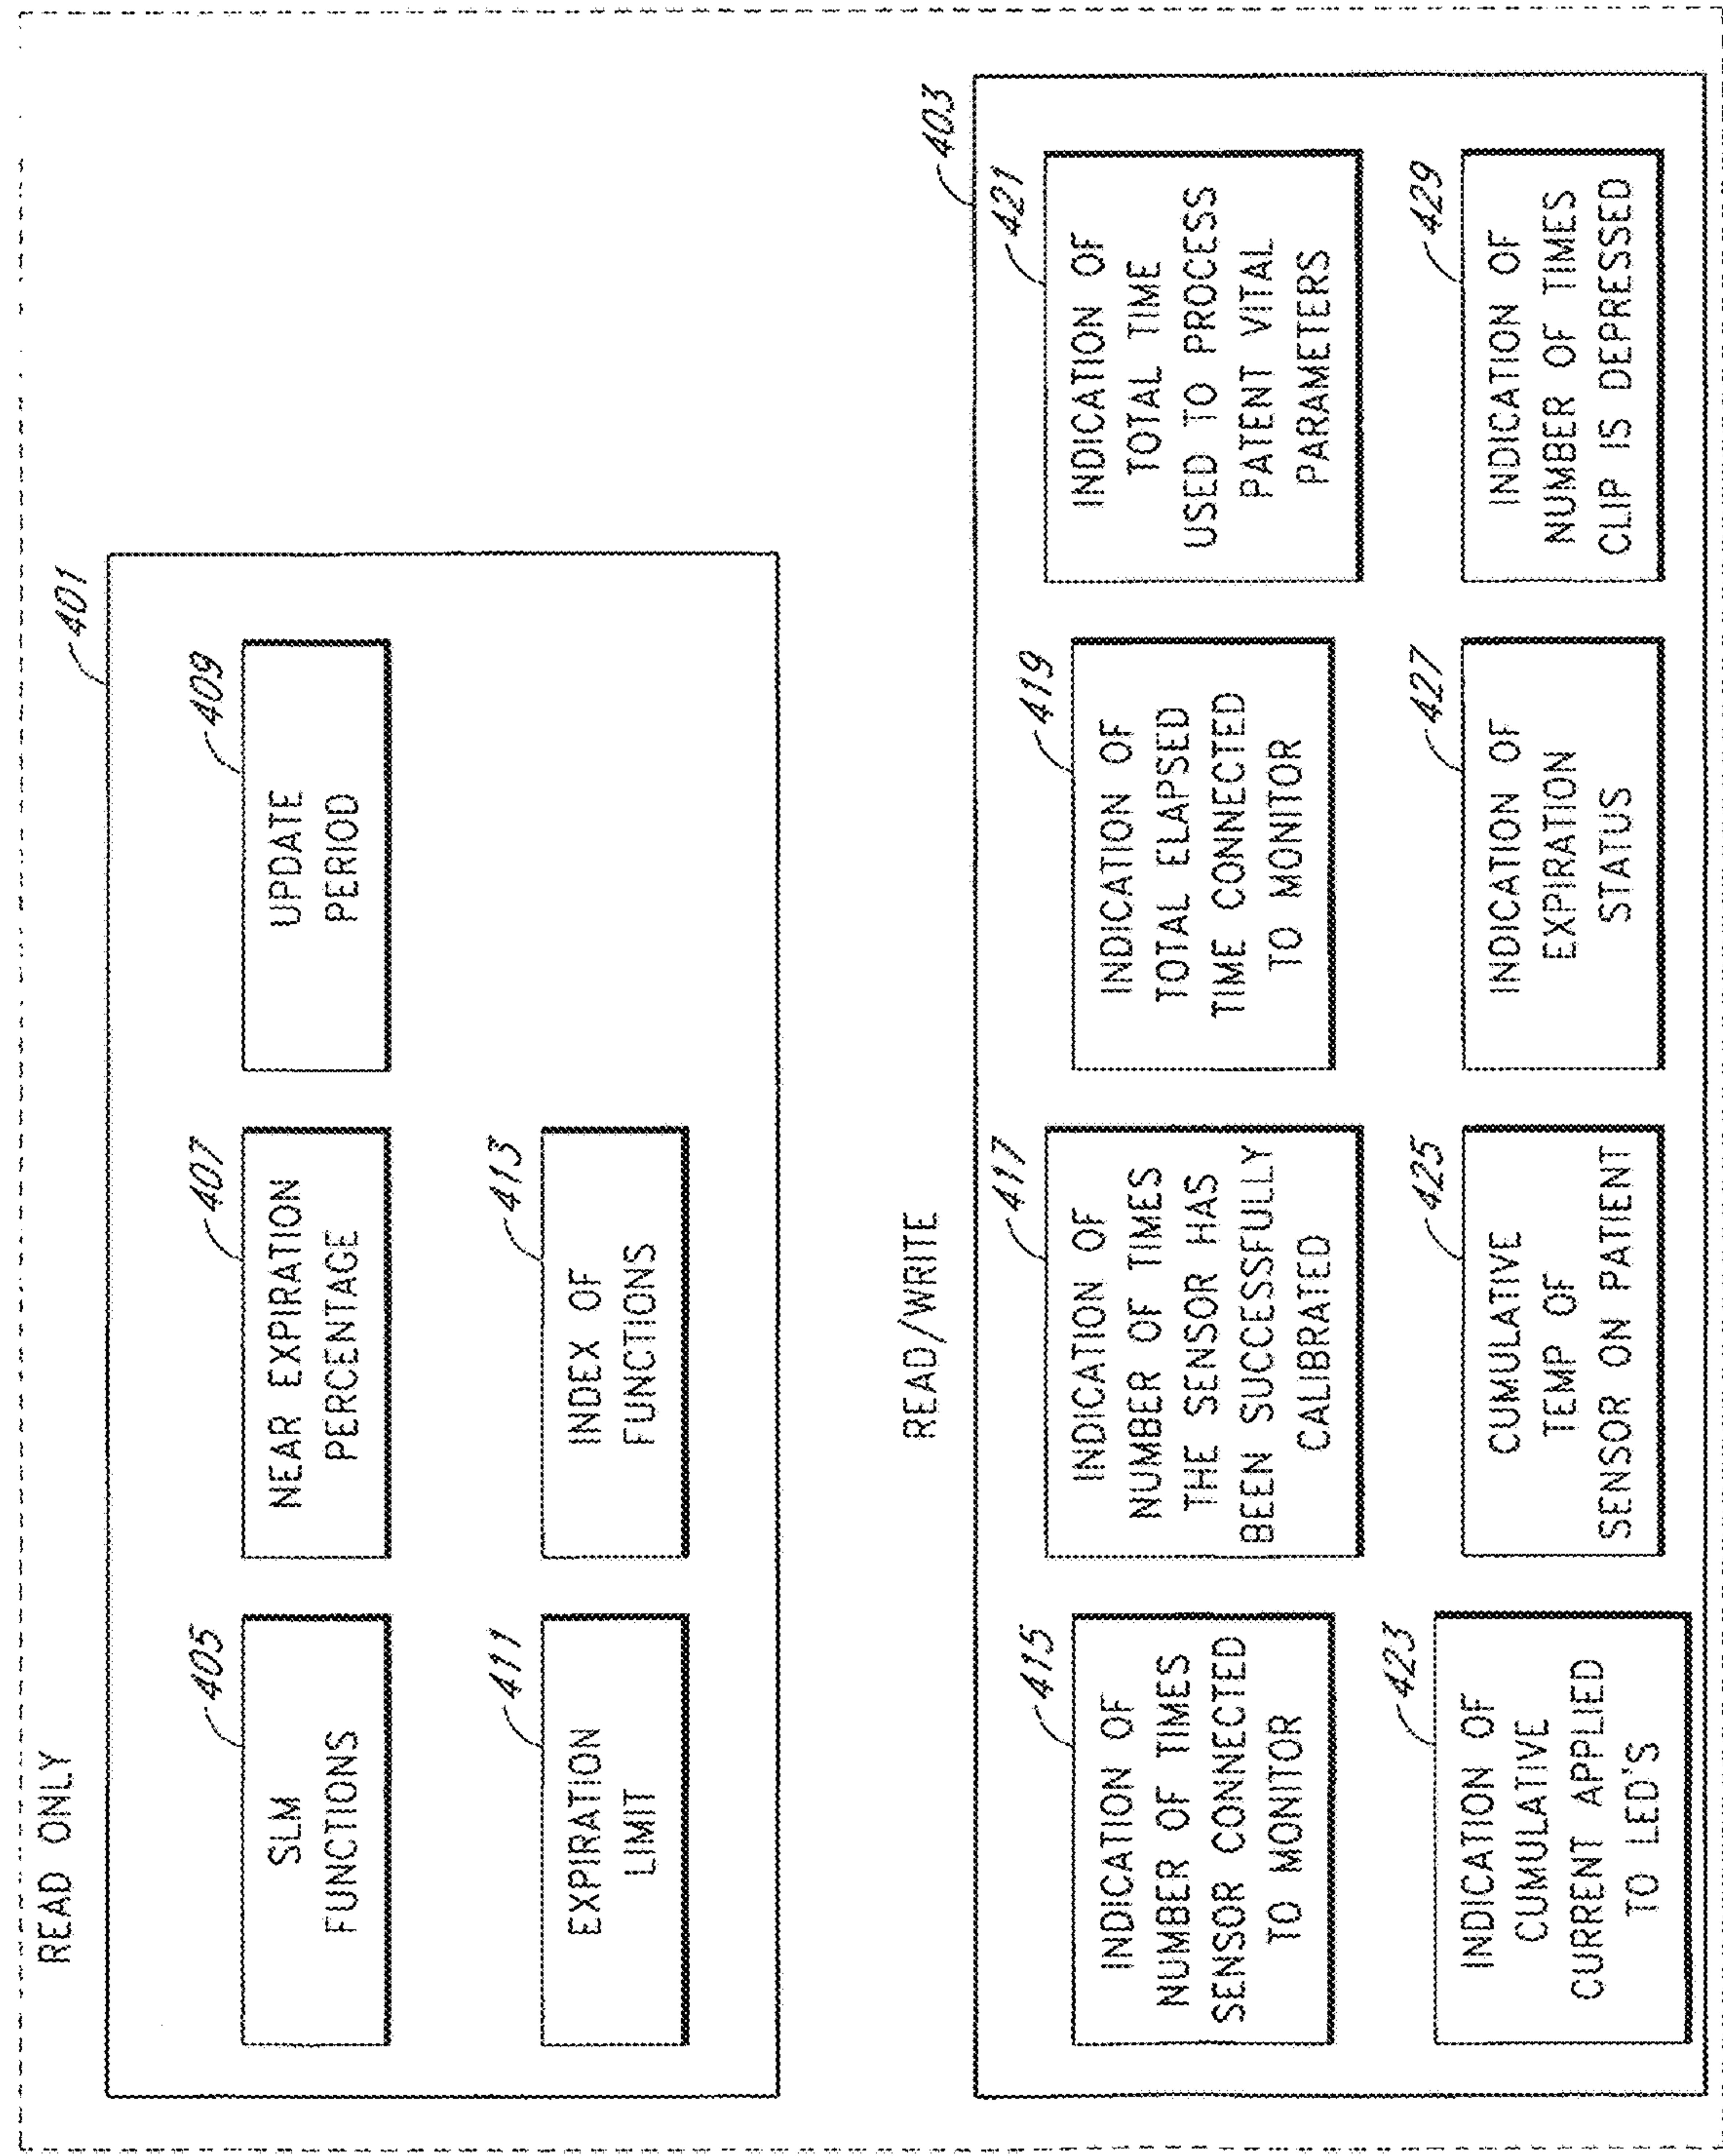 READ ONLY
401
405
SLM
FUNCTIONS
407
NEAR EXPIRATION
PERCENTAGE
409
UPDATE
PERIOD
411
EXPIRATION
LIMIT
413
INDEX OF
FUNCTIONS
READ/WRITE
403
415
INDICATION OF
NUMBER OF TIMES
SENSOR CONNECTED
TO MONITOR
417
INDICATION OF
NUMBER OF TIMES
THE SENSOR HAS
BEEN SUCCESSFULLY
CALIBRATED
419
INDICATION OF
TOTAL ELAPSED
TIME CONNECTED
TO MONITOR
421
INDICATION OF
TOTAL TIME
USED TO PROCESS
PATENT VITAL
PARAMETERS
423
INDICATION OF
CUMULATIVE
CURRENT APPLIED
TO LED'S
425
CUMULATIVE
TEMP OF
SENSOR ON PATIENT
427
INDICATION OF
EXPIRATION
STATUS
429
INDICATION OF
NUMBER OF TIMES
CLIP IS DEPRESSED